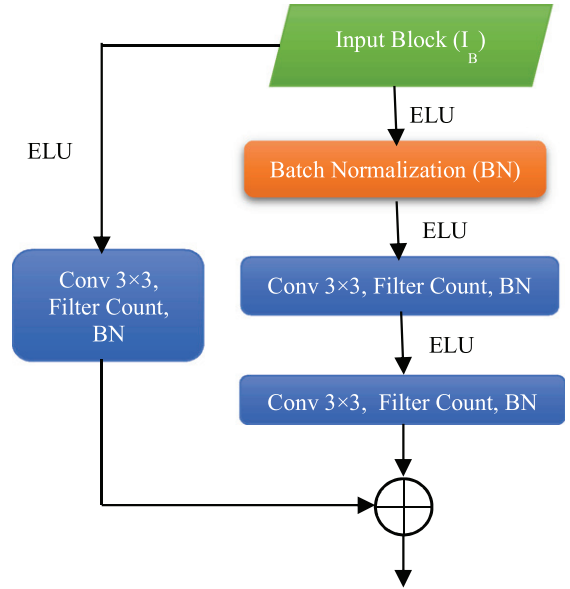 Input Block (I_B)
ELU
ELU
Batch Normalization (BN)
ELU
Conv 3×3,
Filter Count,
BN
Conv 3×3, Filter Count, BN
ELU
Conv 3×3, Filter Count, BN